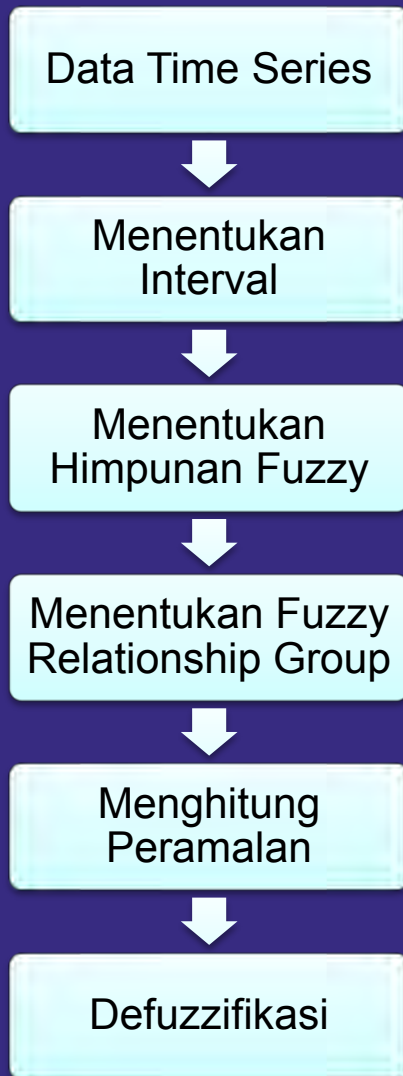 Data Time Series
Menentukan
Interval
Menentukan
Himpunan Fuzzy
Menentukan Fuzzy
Relationship Group
Menghitung
Peramalan
Defuzzifikasi